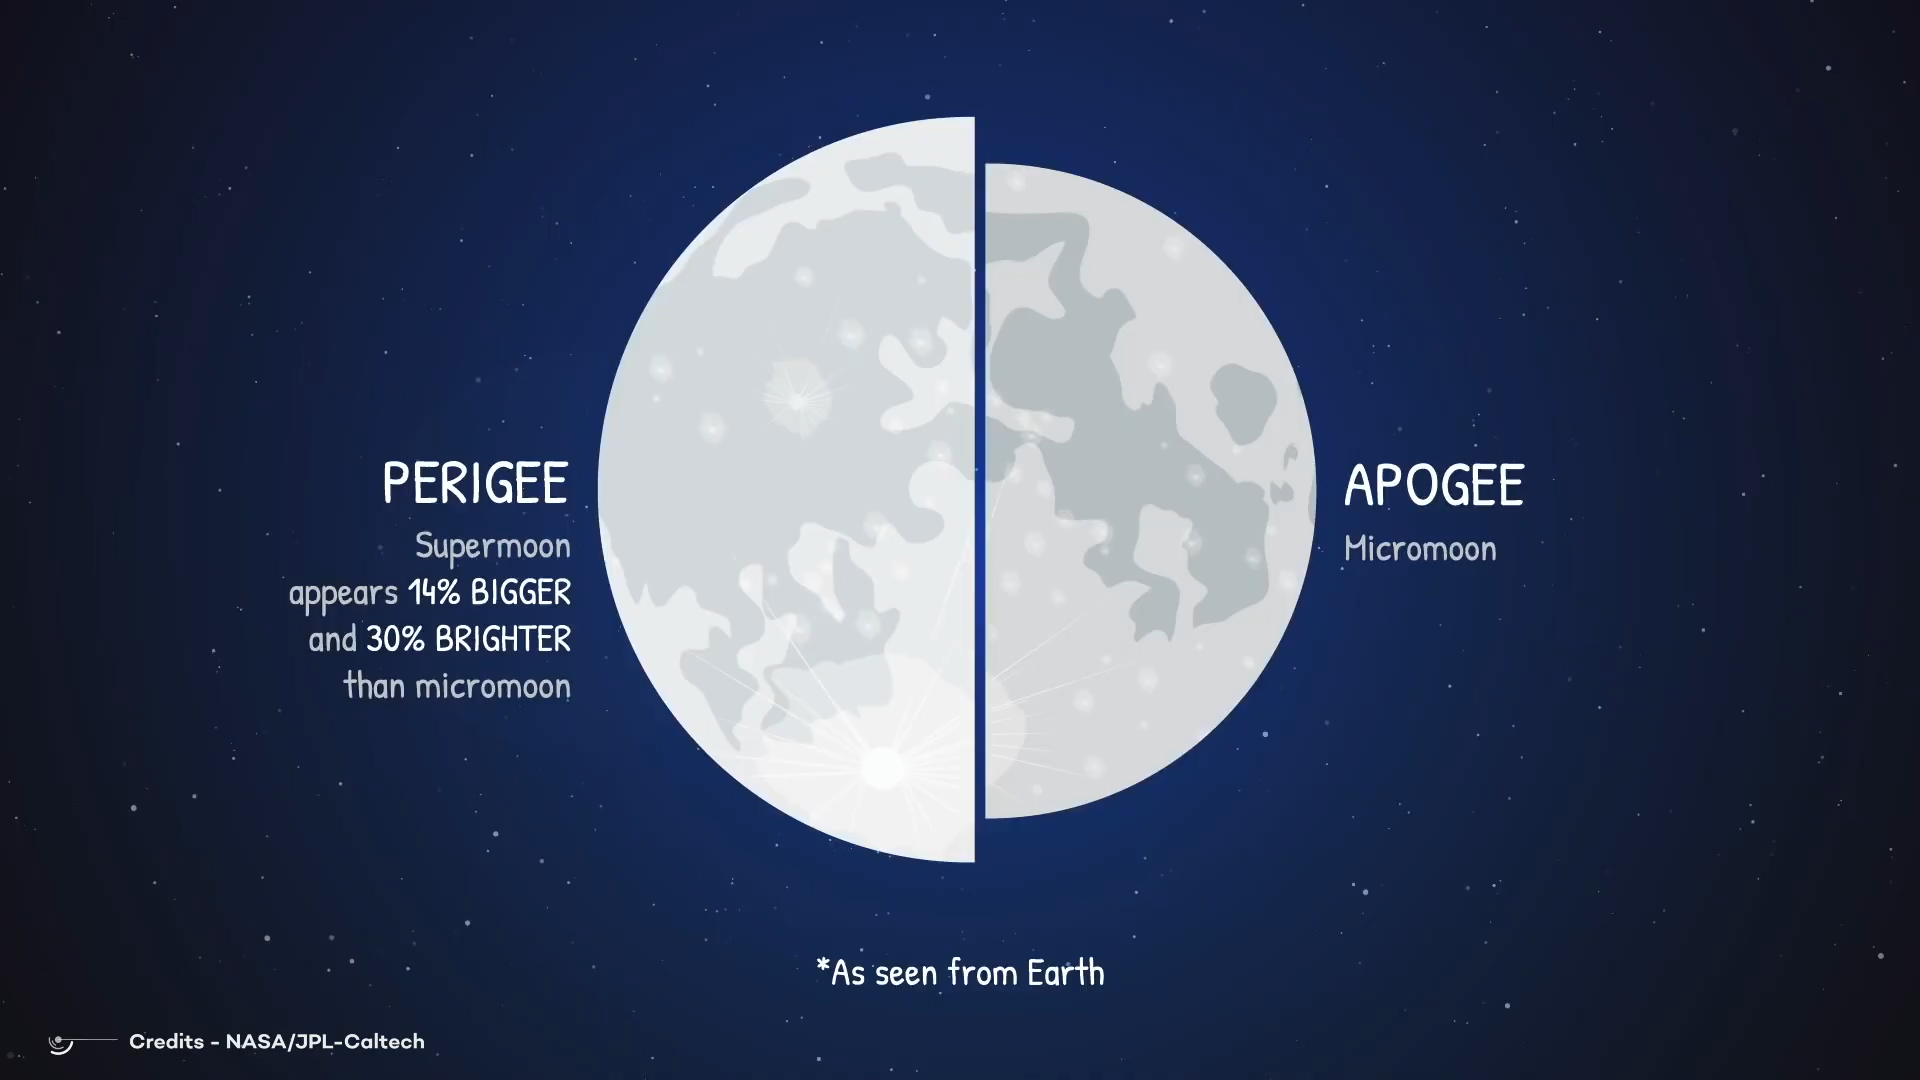 PERIGEE
Supermoon
appears 14% BIGGER
and 30% BRIGHTER
than micromoon
APOGEE
Micromoon
*As seen from Earth
Credits - NASA/JPL-Caltech